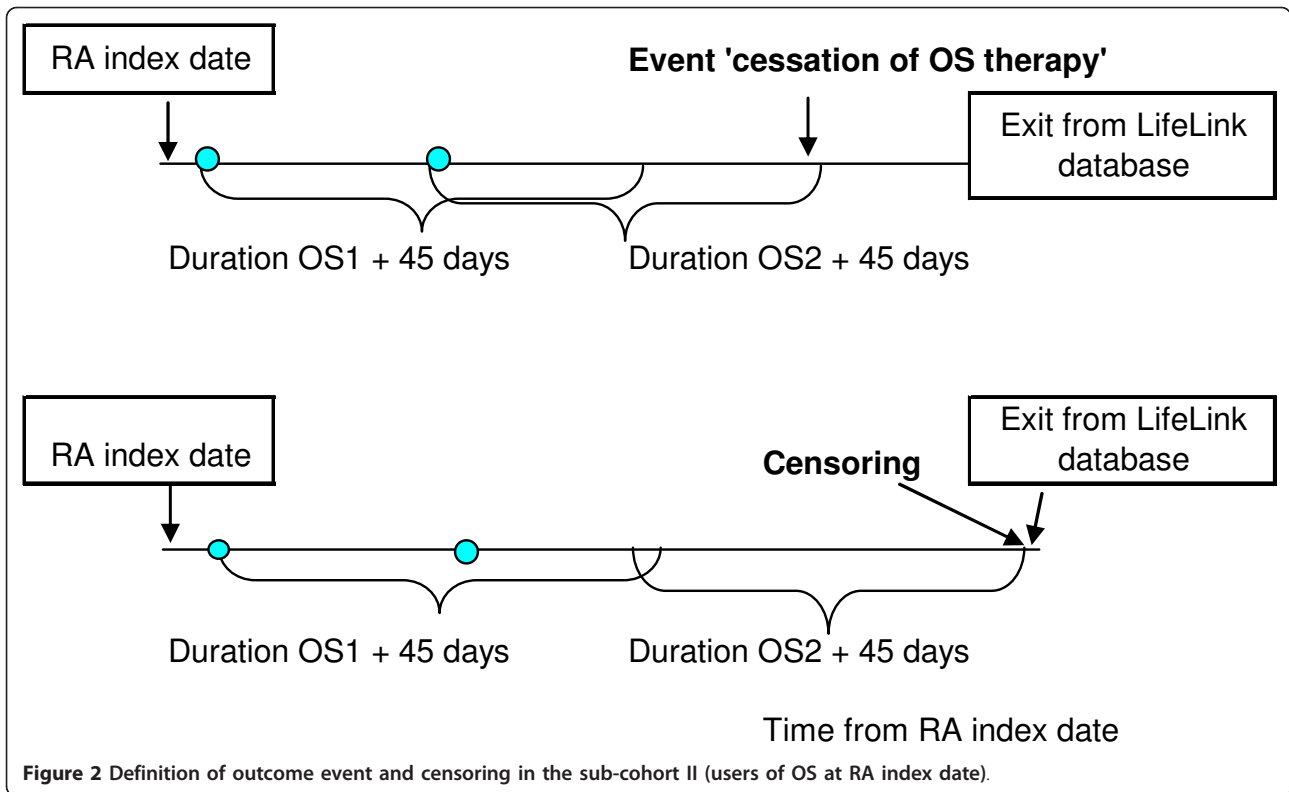 RA index date
Event 'cessation of OS therapy'
Exit from LifeLink
database
Duration OS1 + 45 days
Duration OS2 + 45 days
RA index date
Censoring
Exit from LifeLink
database
Duration OS1 + 45 days
Duration OS2 + 45 days
Time from RA index date
Figure 2 Definition of outcome event and censoring in the sub-cohort II (users of OS at RA index date).